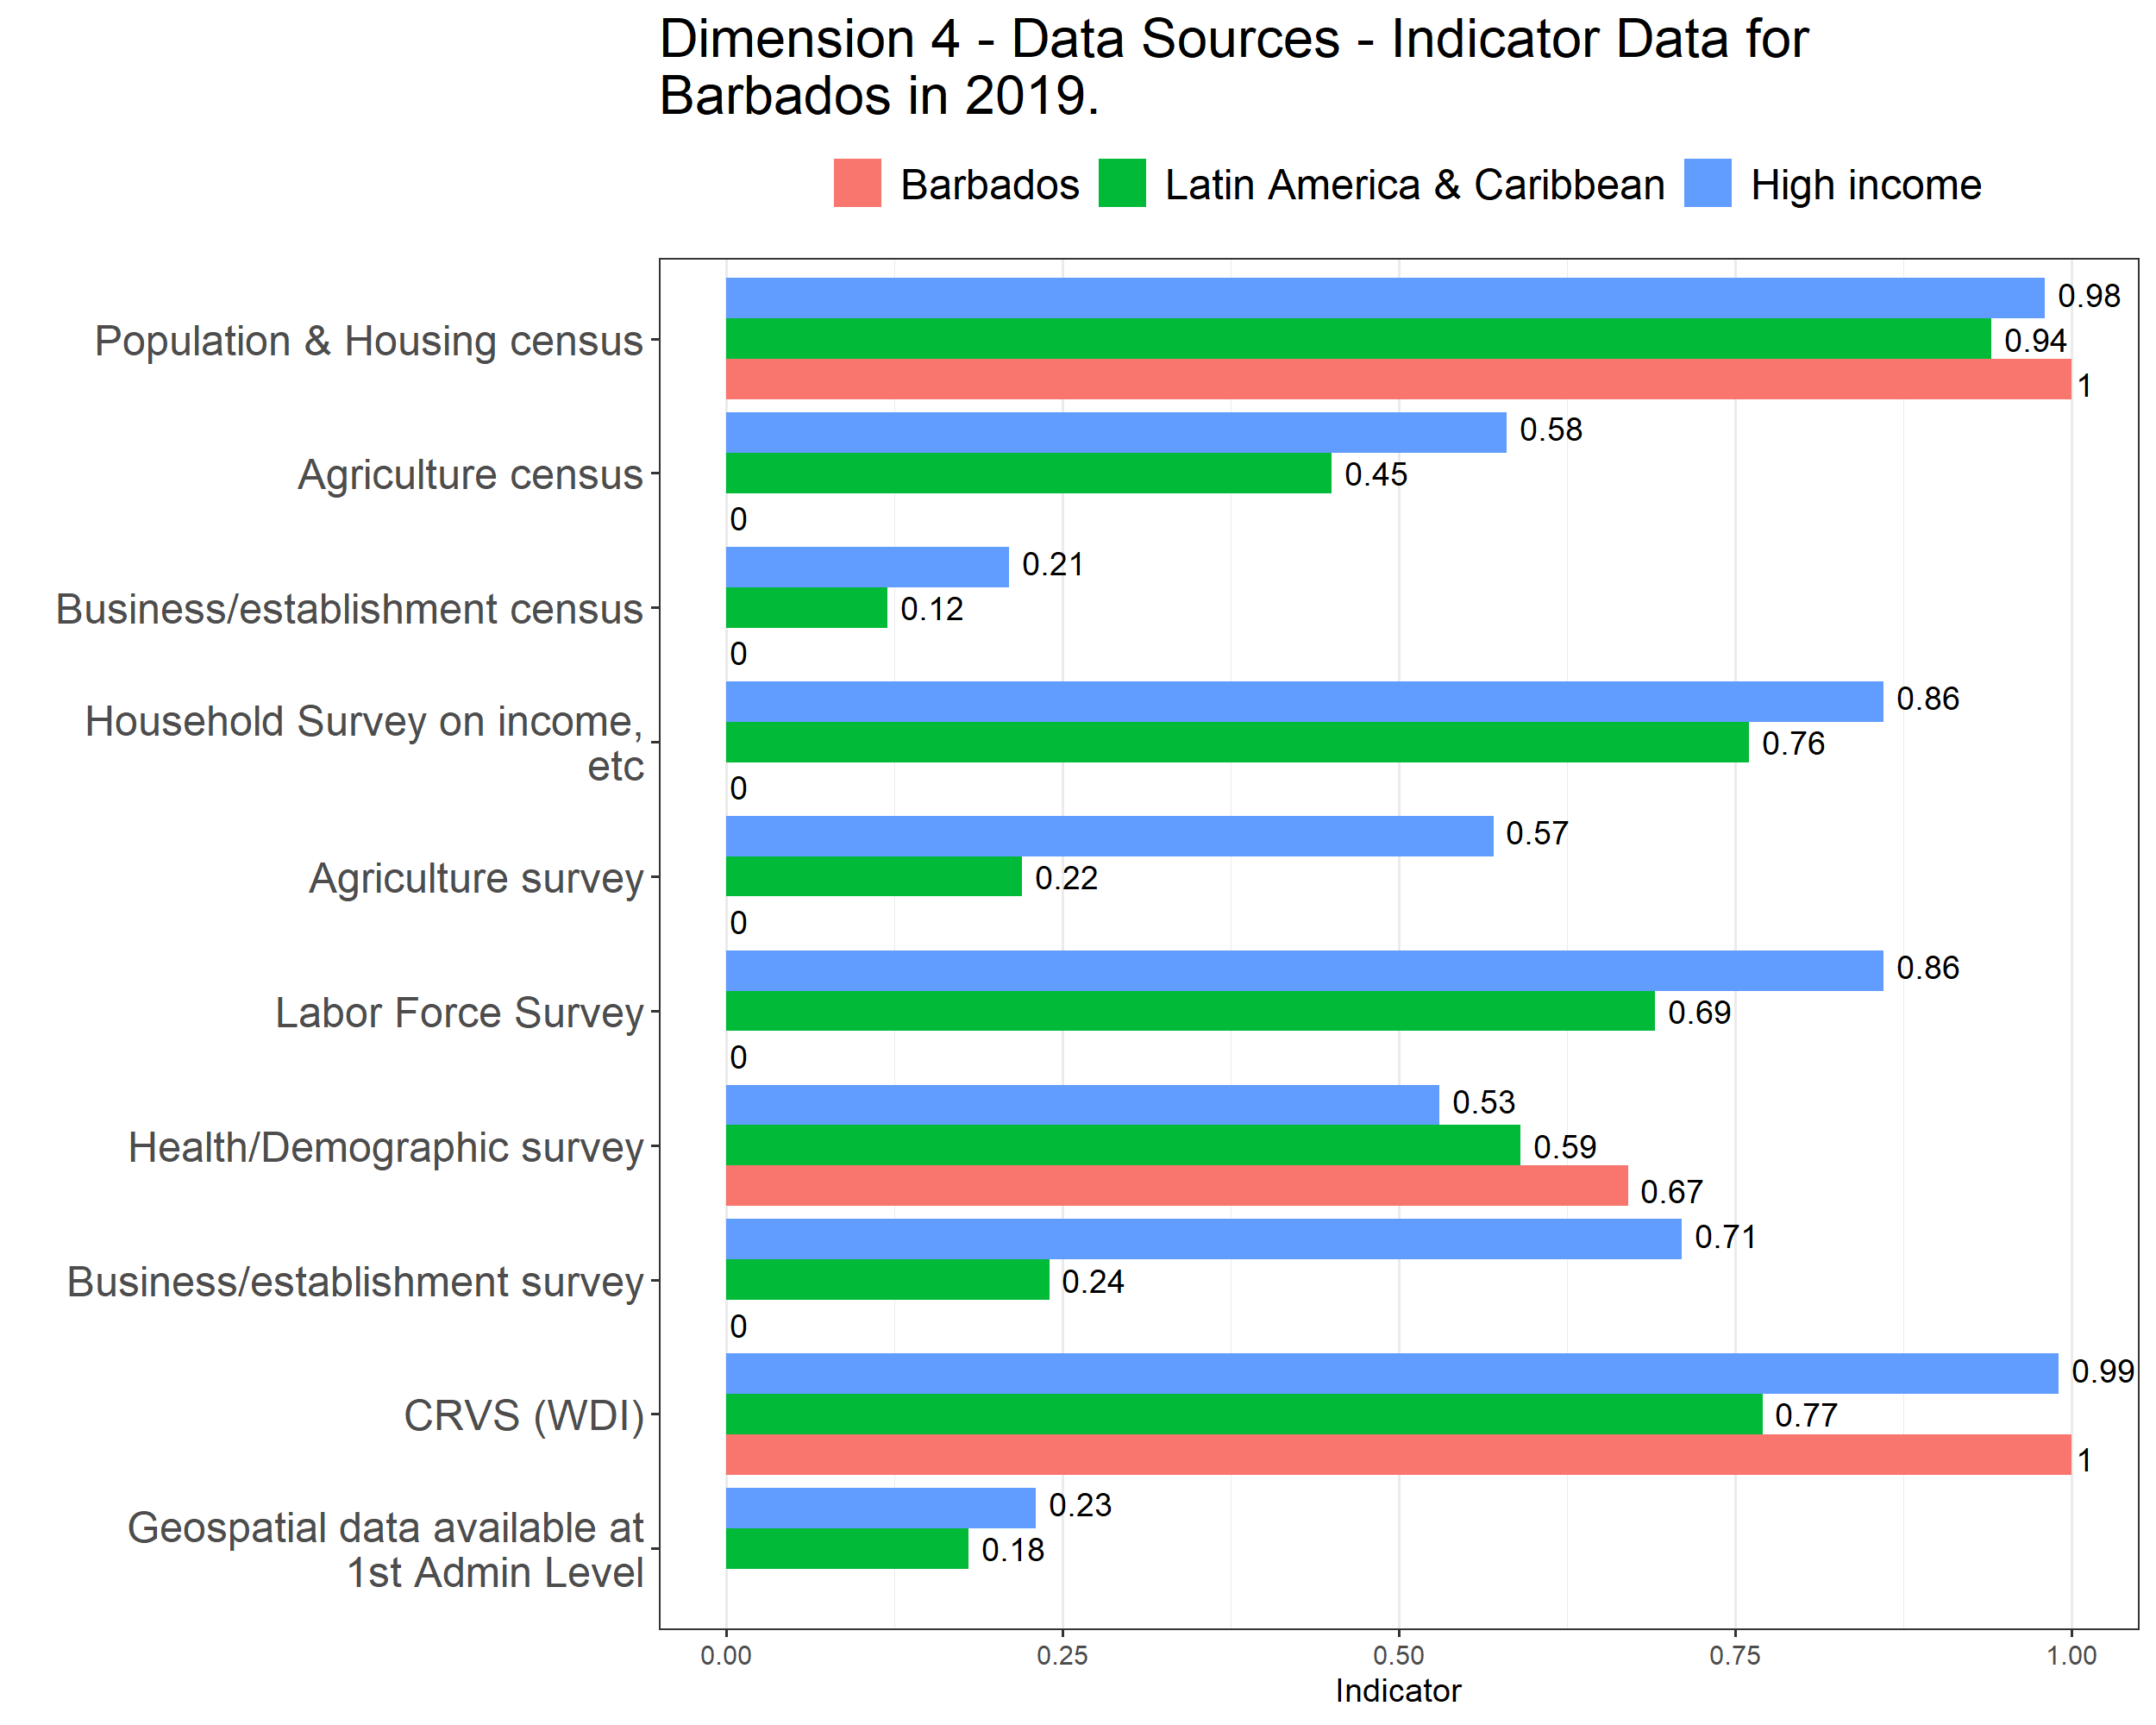 Dimension 4 - Data Sources - Indicator Data for
Barbados in 2019.
Barbados
Latin America & Caribbean
High income
Population & Housing census
0.98
0.94
1
Agriculture census
0.58
0.45
0
Business/establishment census
0.21
0.12
0
Household Survey on income,
etc
0.86
0.76
0
Agriculture survey
0.57
0.22
0
Labor Force Survey
0.86
0.69
0
Health/Demographic survey
0.53
0.59
0.67
Business/establishment survey
0.71
0.24
0
CRVS (WDI)
0.99
0.77
1
Geospatial data available at
1st Admin Level
0.23
0.18
0.00
0.25
0.50
0.75
1.00
Indicator